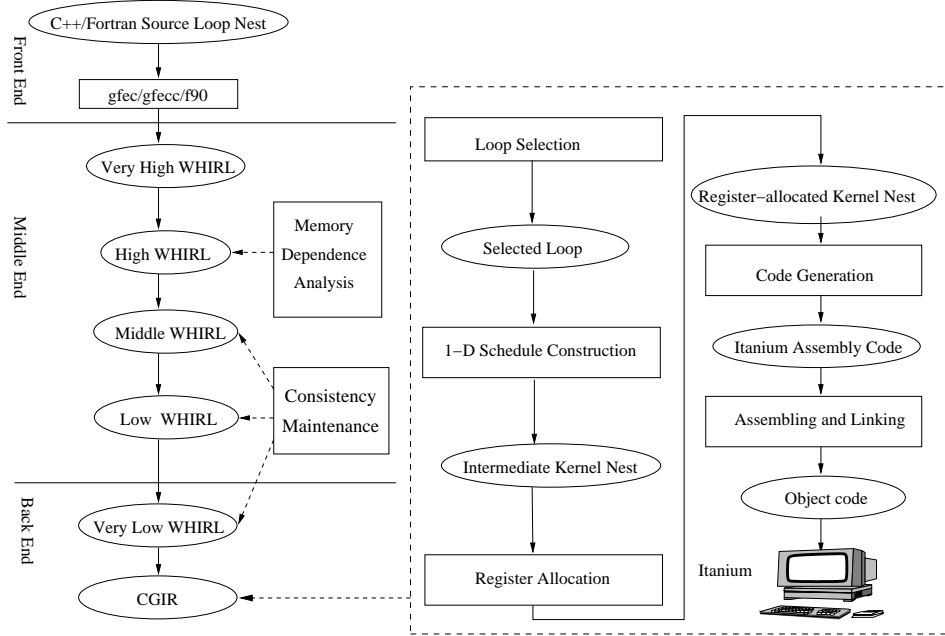 C++/Fortran Source Loop Nest
Front End
gfec/gfecc/f90
Very High WHIRL
Middle End
High WHIRL
Memory
Dependence
Analysis
Middle WHIRL
Low WHIRL
Consistency
Maintenance
Back End
Very Low WHIRL
CGIR
Loop Selection
Selected Loop
1−D Schedule Construction
Intermediate Kernel Nest
Register Allocation
Register−allocated Kernel Nest
Code Generation
Itanium Assembly Code
Assembling and Linking
Object code
Itanium